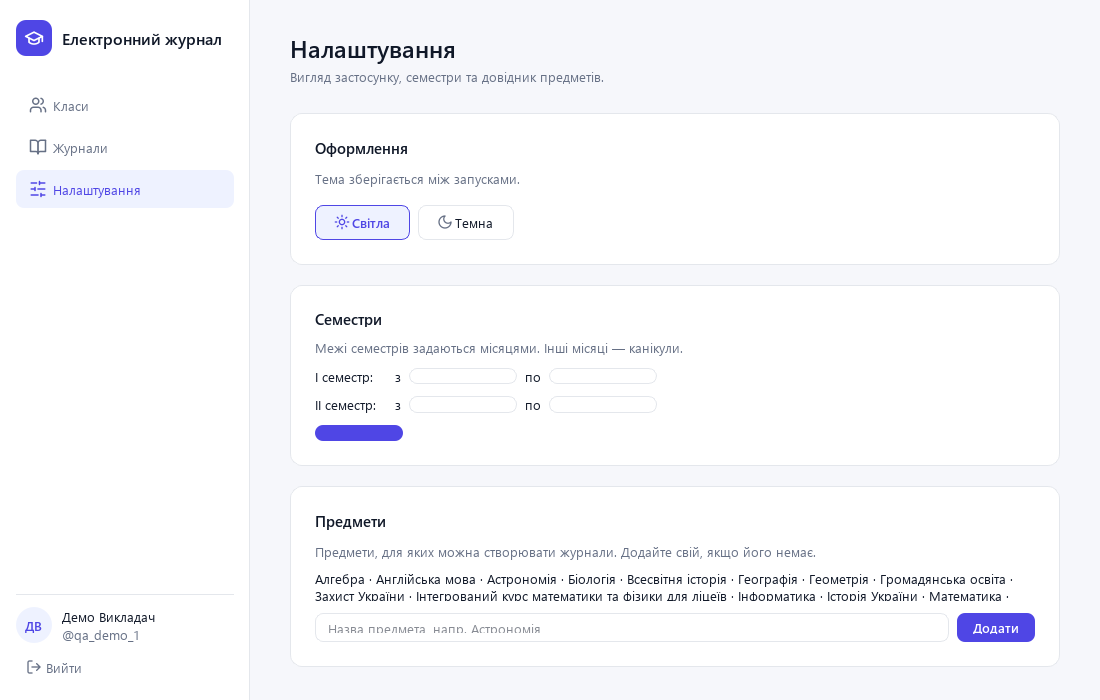 Електронний журнал
Класи
Журнали
Налаштування
ДВ
Демо Викладач
@qa_demo_1
Вийти
Налаштування
Вигляд застосунку, семестри та довідник предметів.
Оформлення
Тема зберігається між запусками.
Світла
Темна
Семестри
Межі семестрів задаються місяцями. Інші місяці — канікули.
І семестр: з по
ІІ семестр: з по
Предмети
Предмети, для яких можна створювати журнали. Додайте свій, якщо його немає.
Алгебра · Англійська мова · Астрономія · Біологія · Всесвітня історія · Географія · Геометрія · Громадянська освіта ·
Захист України · Інтегрований курс математики та фізики для ліцеїв · Інформатика · Історія України · Математика ·
Назва предмета, напр. Астрономія
Додати